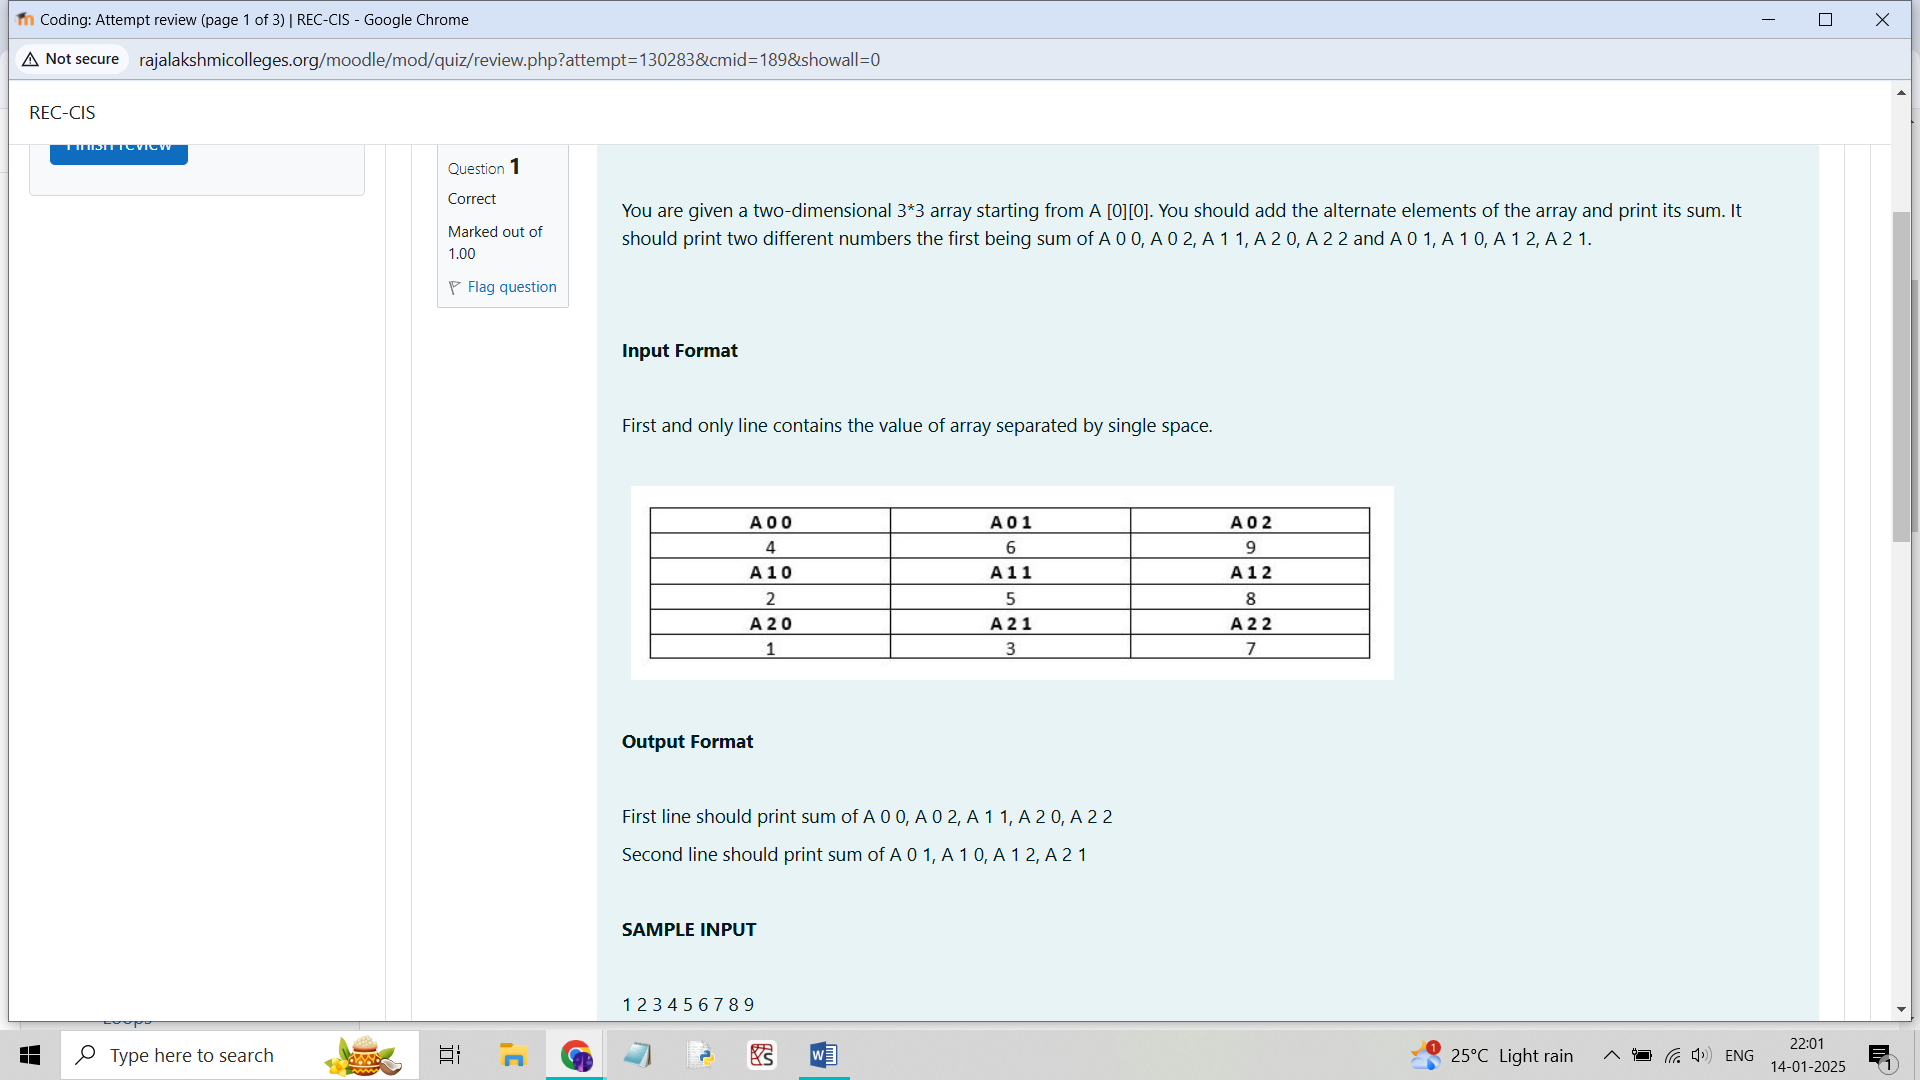 Coding: Attempt review (page 1 of 3) | REC-CIS - Google Chrome
Not secure rajalakshmicolleges.org/moodle/mod/quiz/review.php?attempt=130283&cmid=189&showall=0
REC-CIS
Finish review
Question 1
Correct
Marked out of
1.00
Flag question
You are given a two-dimensional 3*3 array starting from A [0][0]. You should add the alternate elements of the array and print its sum. It
should print two different numbers the first being sum of A 0 0, A 0 2, A 1 1, A 2 0, A 2 2 and A 0 1, A 1 0, A 1 2, A 2 1.
Input Format
First and only line contains the value of array separated by single space.
A 0 0 A 0 1 A 0 2
4 6 9
A 1 0 A 1 1 A 1 2
2 5 8
A 2 0 A 2 1 A 2 2
1 3 7
Output Format
First line should print sum of A 0 0, A 0 2, A 1 1, A 2 0, A 2 2
Second line should print sum of A 0 1, A 1 0, A 1 2, A 2 1
SAMPLE INPUT
1 2 3 4 5 6 7 8 9
Loops
Type here to search
1
25°C Light rain
ENG
22:01
14-01-2025
1